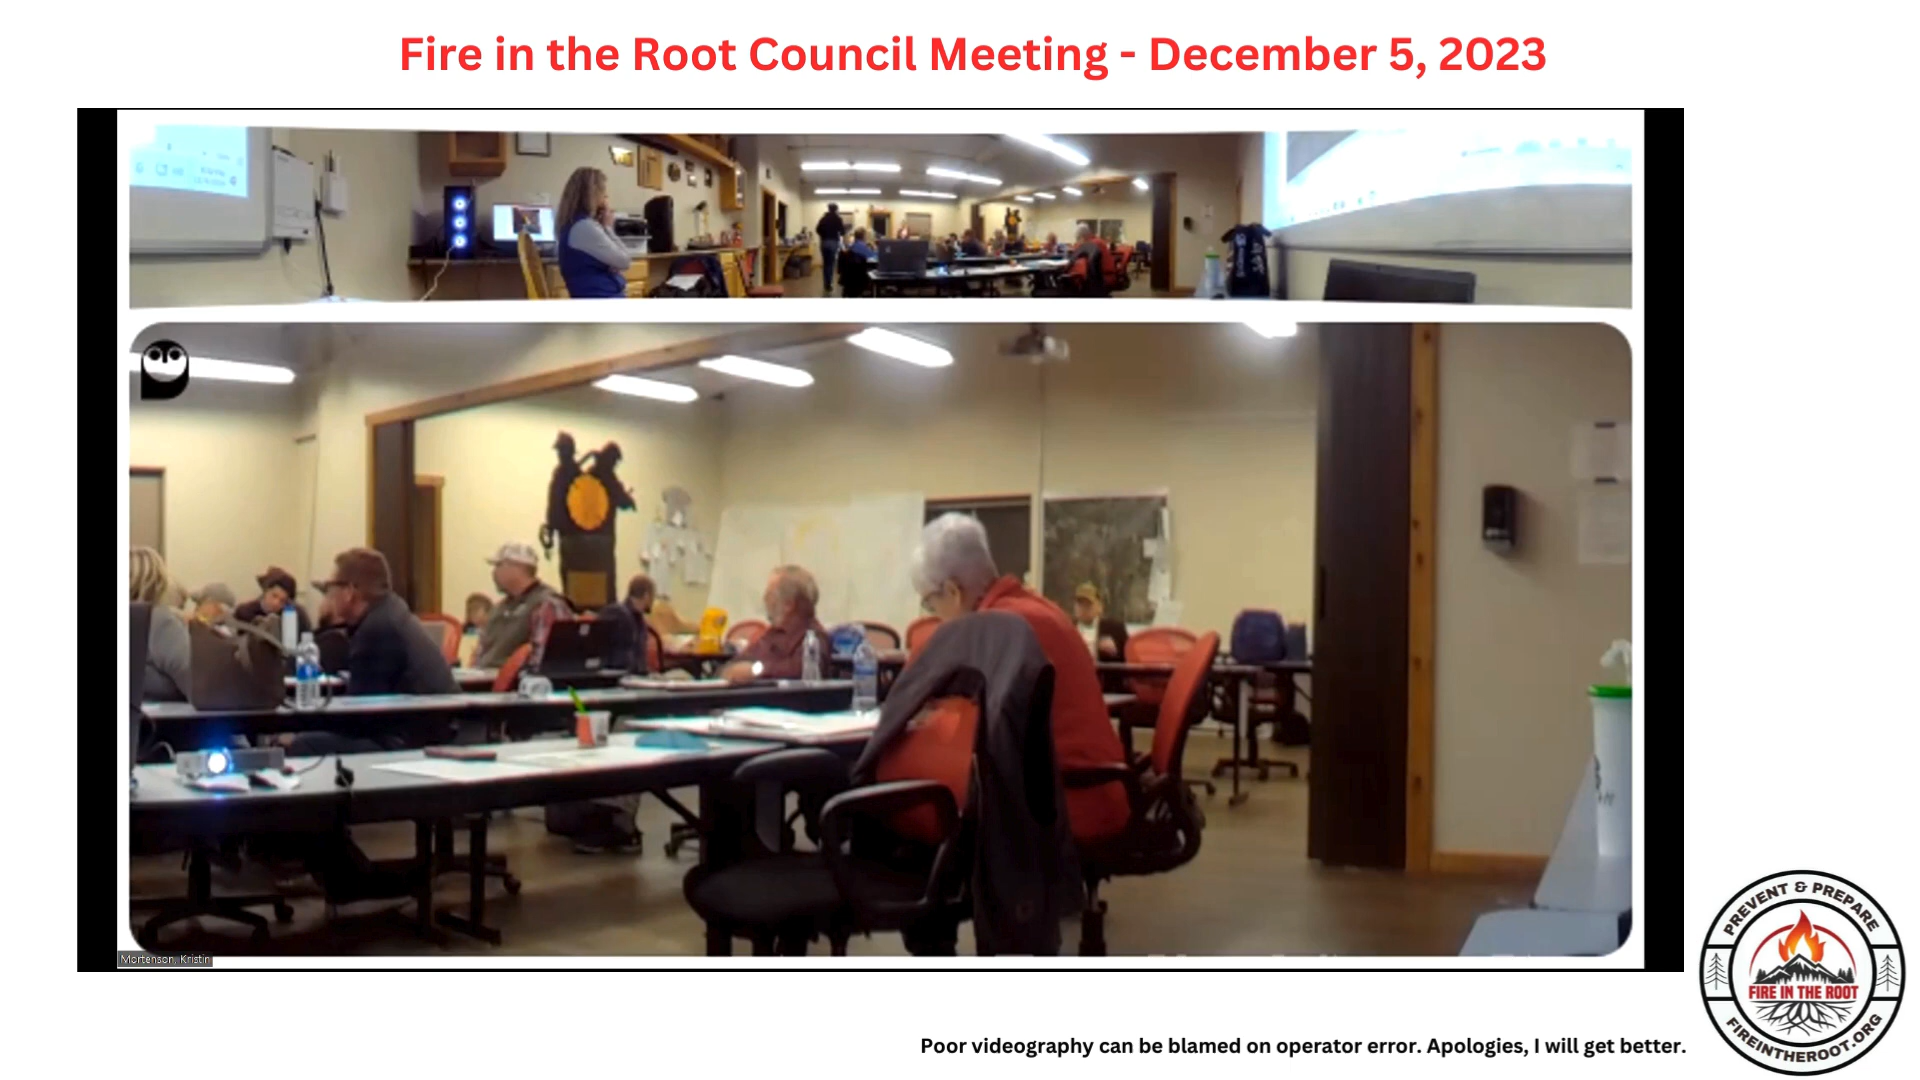 Fire in the Root Council Meeting - December 5, 2023
Mortenson, Kristin
PREVENT & PREPARE
FIRE IN THE ROOT
FIREINTHEROOT.ORG
Poor videography can be blamed on operator error. Apologies, I will get better.